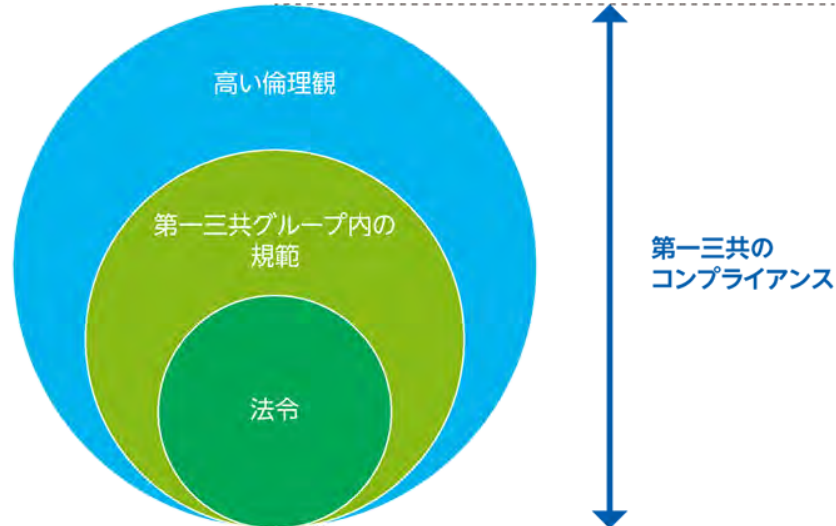 高い倫理観
第一三共グループ内の
規範
法令
第一三共の
コンプライアンス